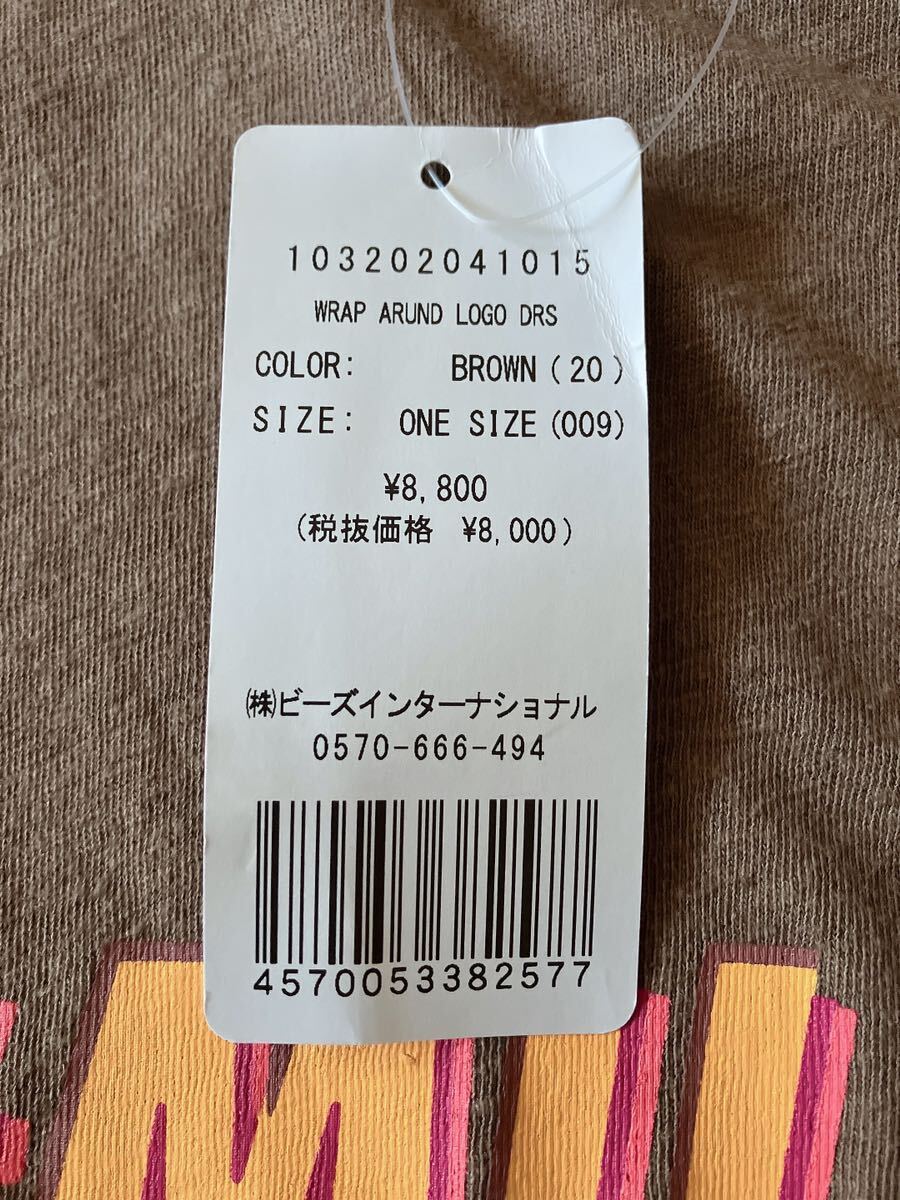 103202041015
WRAP ARUND LOGO DRS
COLOR: BROWN(20)
SIZE: ONE SIZE(009)
¥8,800
(税抜価格 ¥8,000)
㈱ビーズインターナショナル
0570-666-494
4570053382577